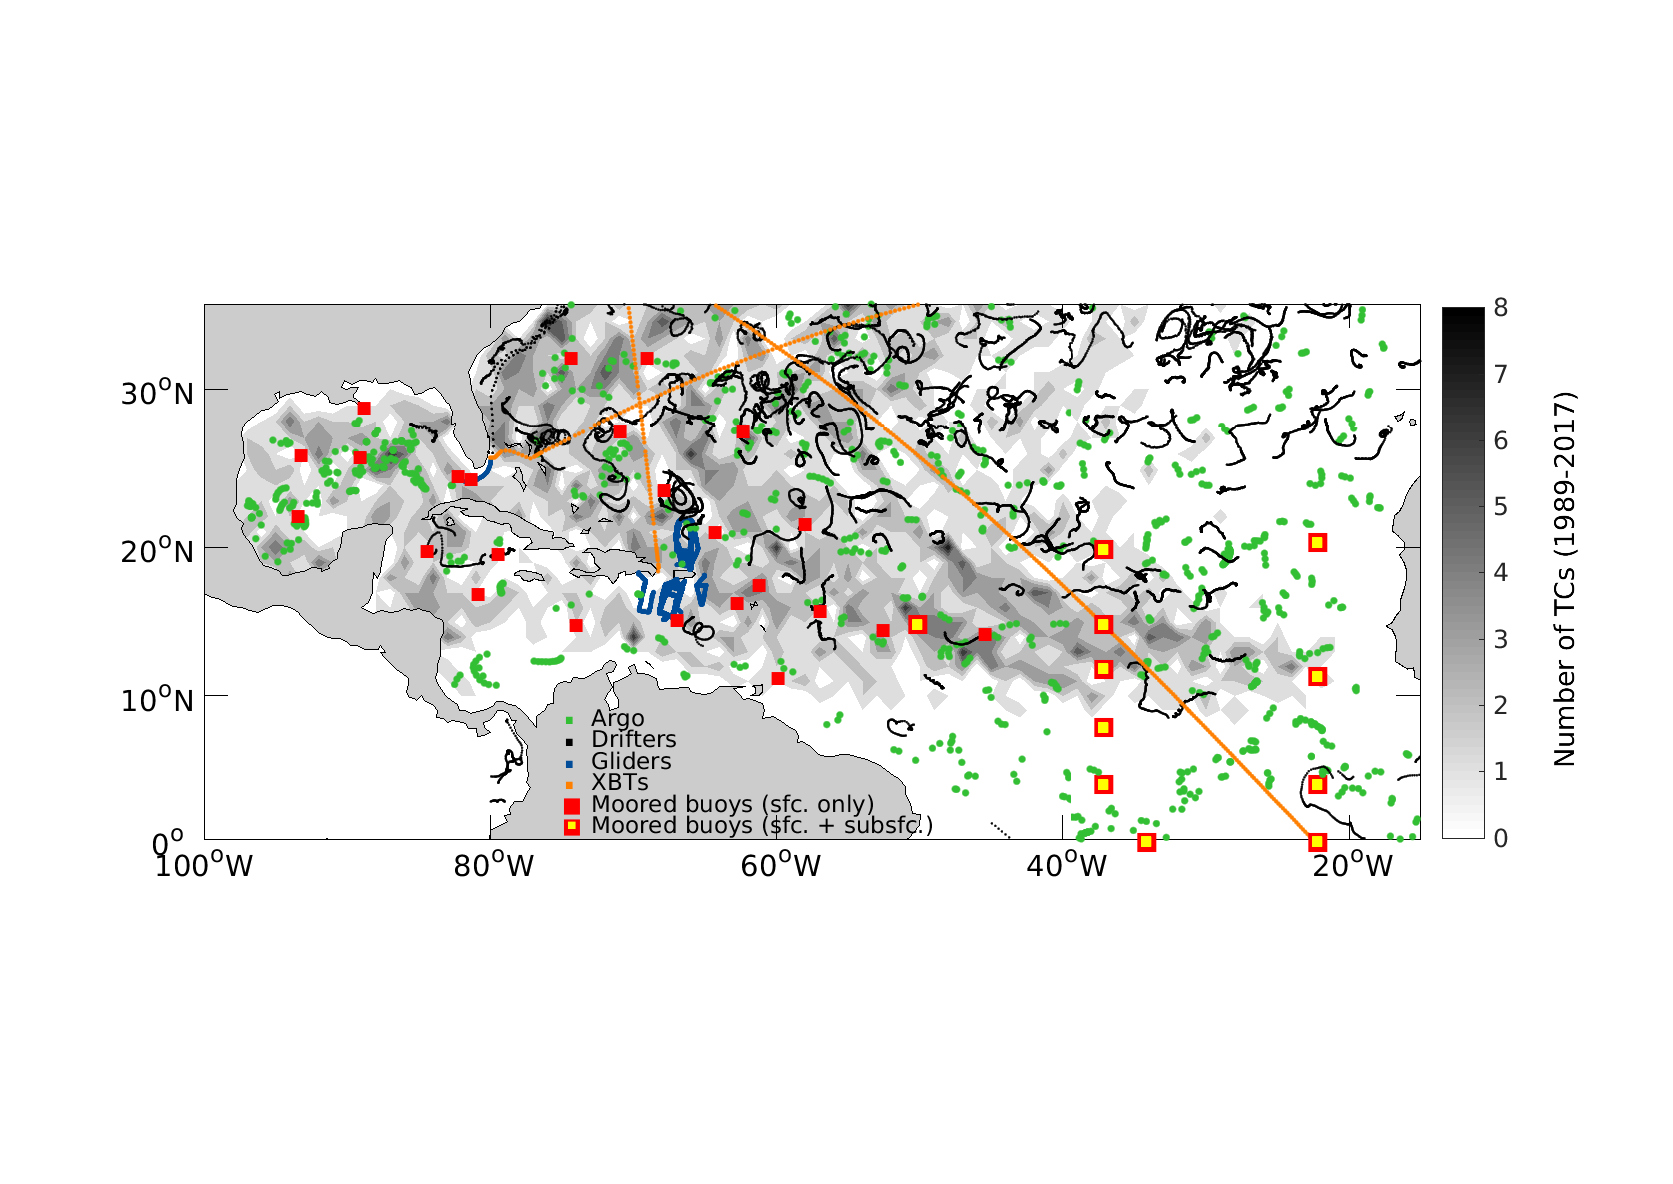 30°N
20°N
10°N
0°
100°W
80°W
60°W
40°W
20°W
Argo
Drifters
Gliders
XBTs
Moored buoys (sfc. only)
Moored buoys (sfc. + subsfc.)
8
7
6
5
4
3
2
1
0
Number of TCs (1989-2017)